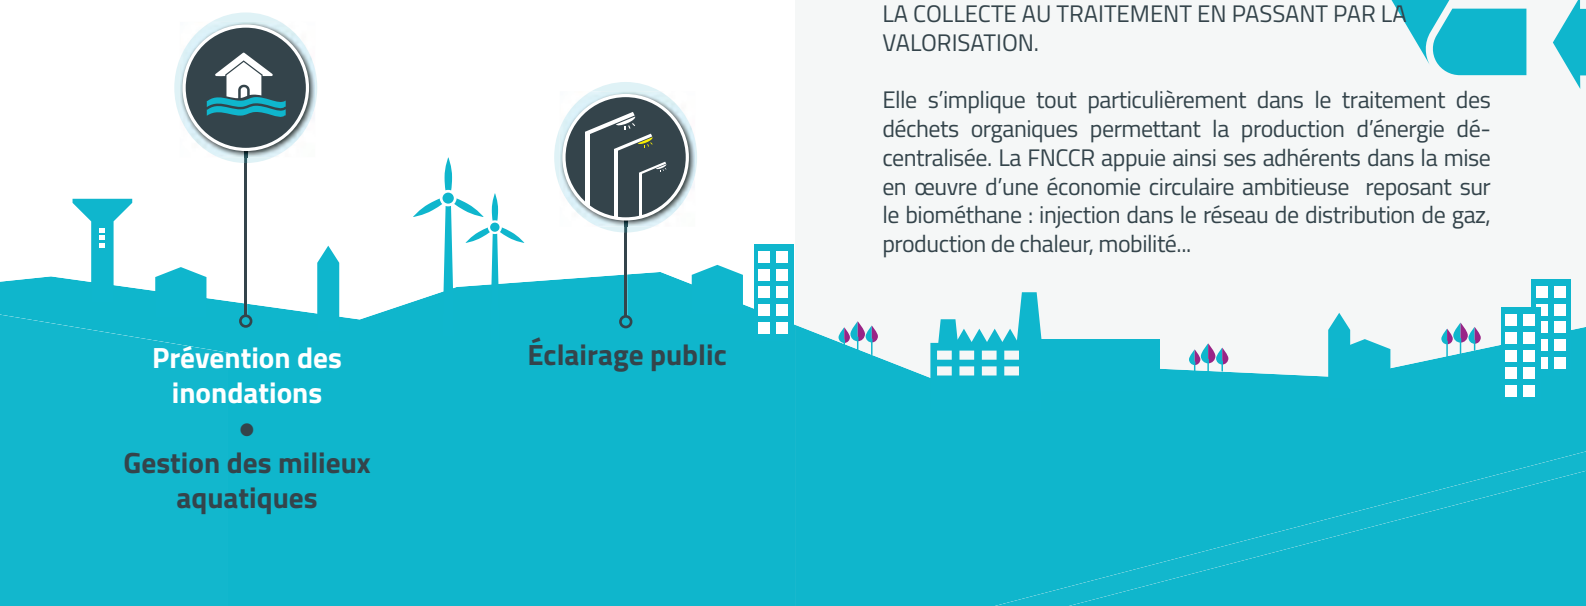 Prévention des
inondations
•
Gestion des milieux
aquatiques
Éclairage public
LA COLLECTE AU TRAITEMENT EN PASSANT PAR LA
VALORISATION.
Elle s’implique tout particulièrement dans le traitement des
déchets organiques permettant la production d’énergie dé-
centralisée. La FNCCR appuie ainsi ses adhérents dans la mise
en œuvre d’une économie circulaire ambitieuse reposant sur
le biométhane : injection dans le réseau de distribution de gaz,
production de chaleur, mobilité...